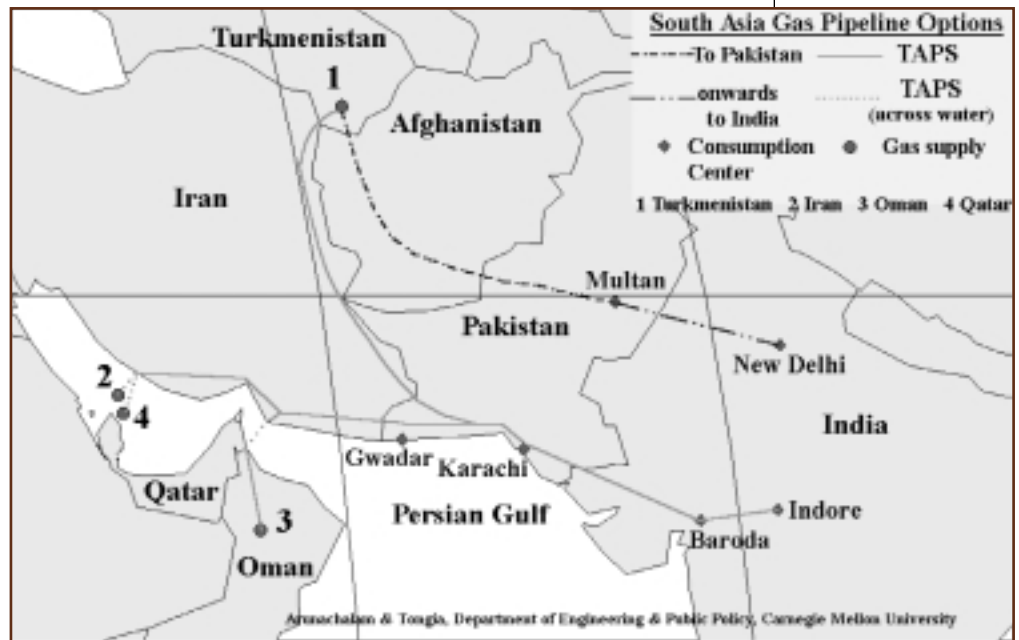 South Asia Gas Pipeline Options
To Pakistan TAPS
onwards to India TAPS (across water)
Consumption Center Gas supply
1 Turkmenistan 2 Iran 3 Oman 4 Qatar
Turkmenistan
1
Afghanistan
Iran
Multan
Pakistan
New Delhi
2
4
India
Gwadar
Karachi
Qatar
Persian Gulf
Indore
3
Baroda
Oman
Arunachalam & Tongia, Department of Engineering & Public Policy, Carnegie Mellon University